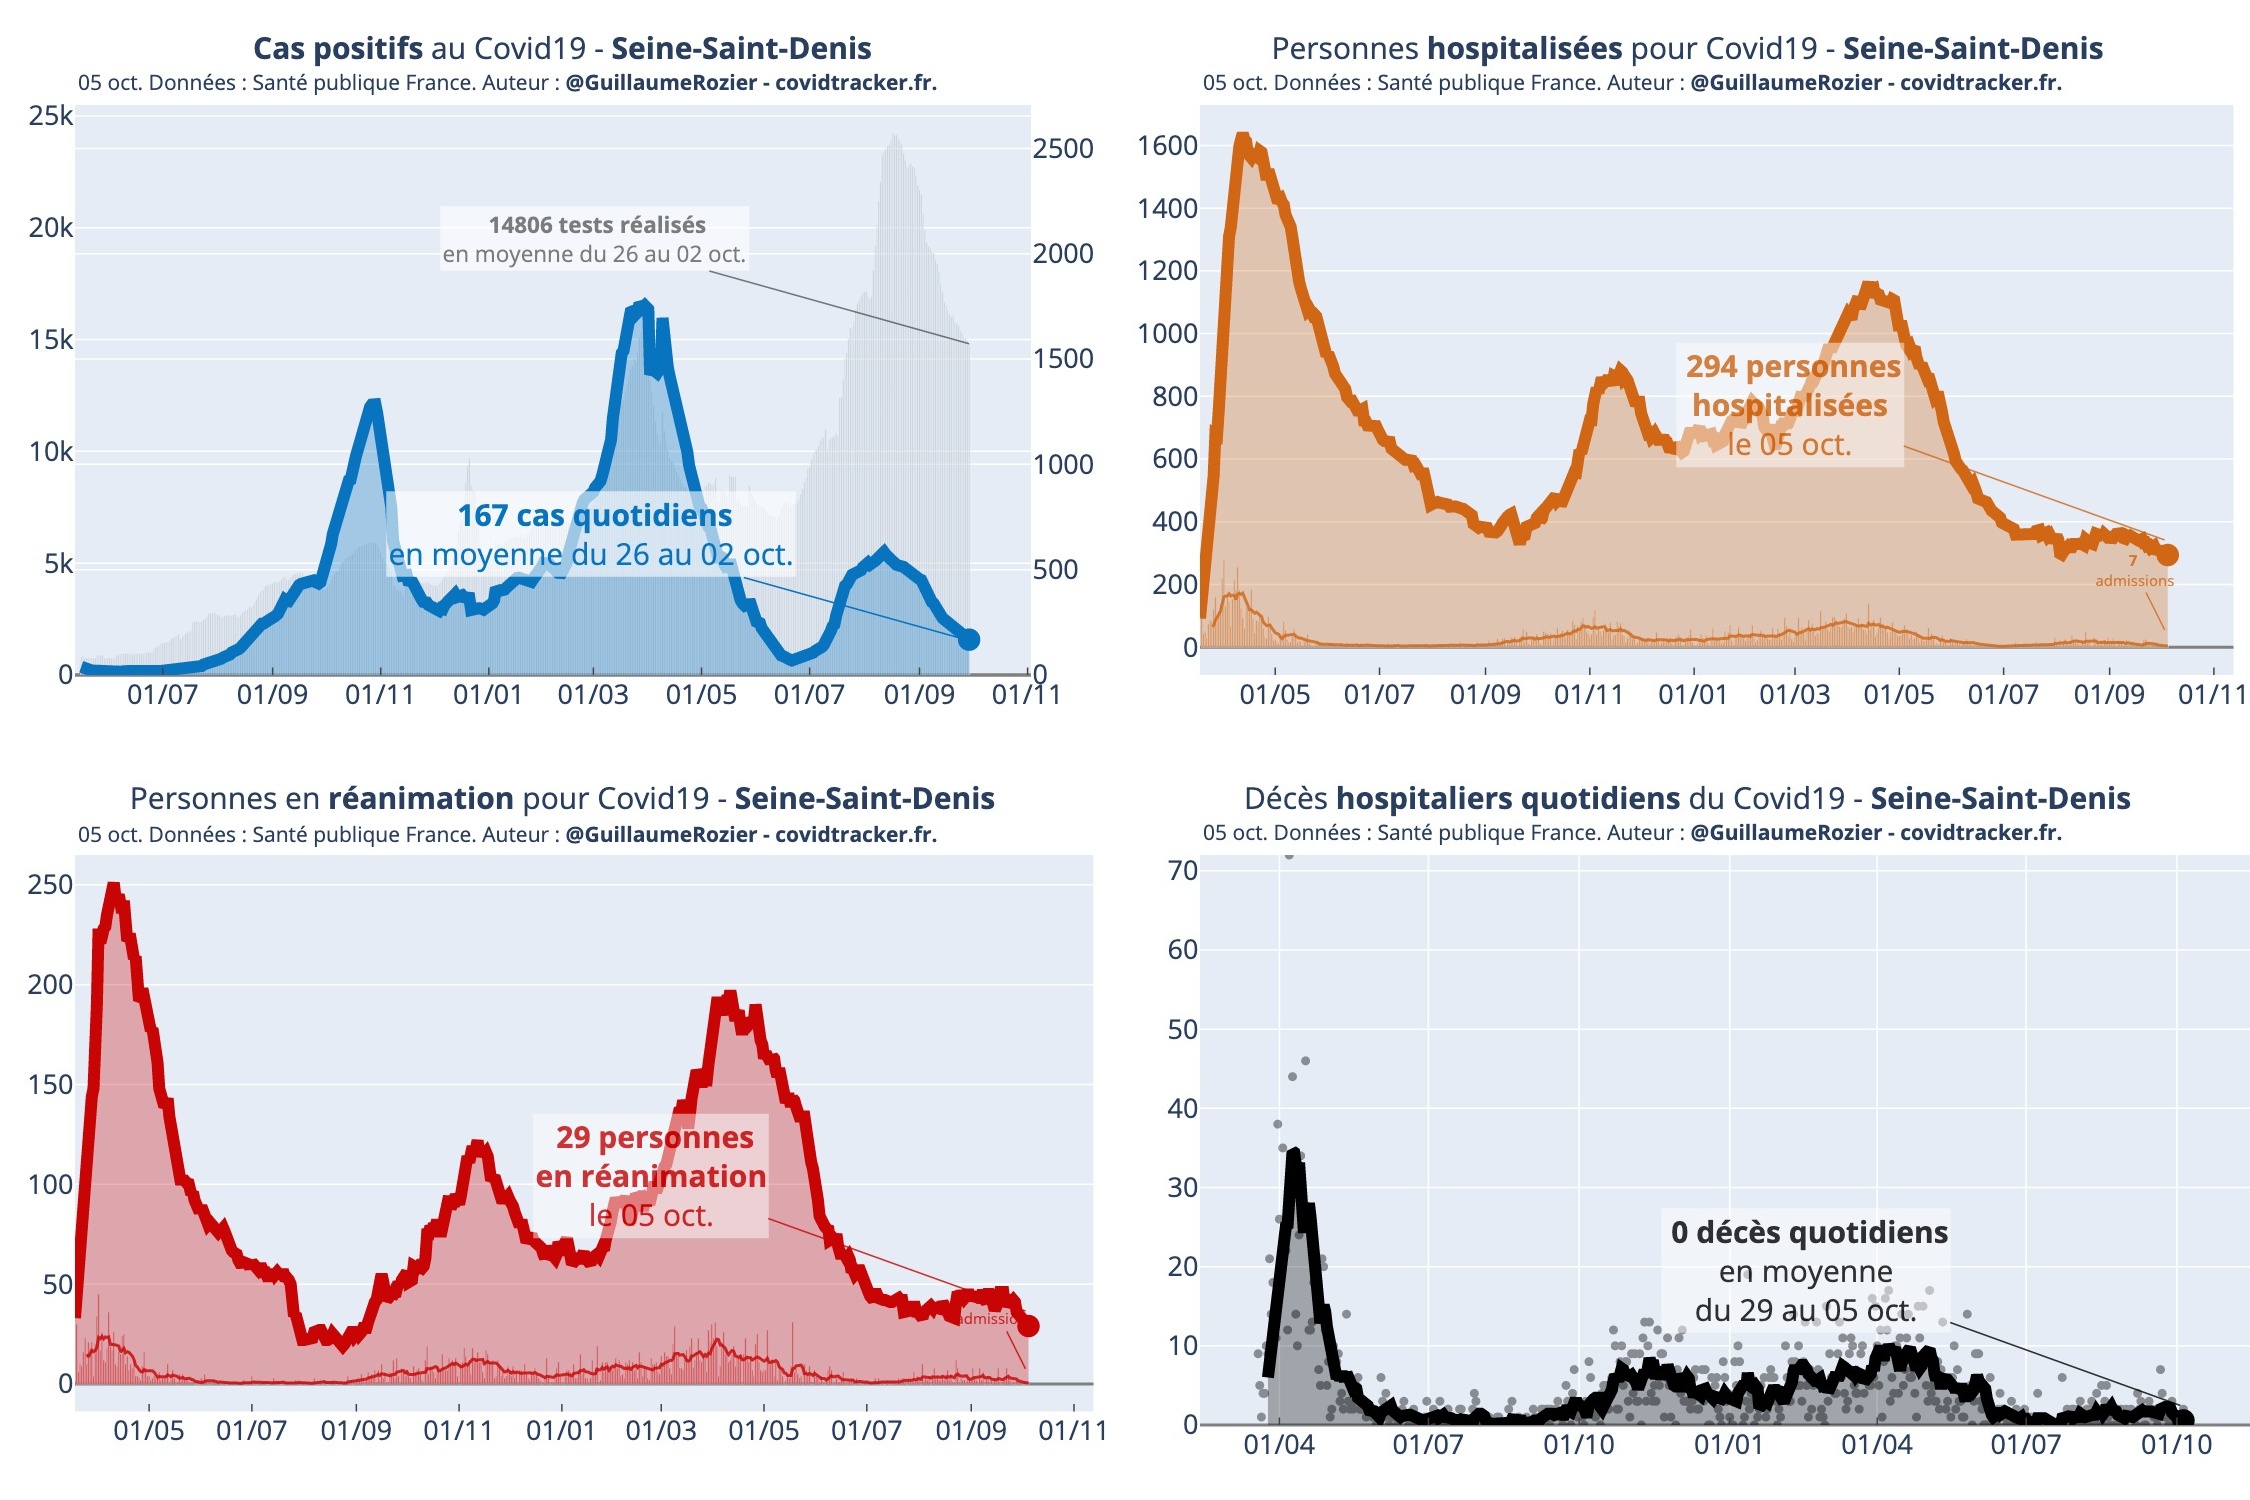 Cas positifs au Covid19 - Seine-Saint-Denis
05 oct. Données : Santé publique France. Auteur : @GuillaumeRozier - covidtracker.fr.
25k
20k
15k
10k
5k
0
2500
2000
1500
1000
500
0
14806 tests réalisés
en moyenne du 26 au 02 oct.
167 cas quotidiens
en moyenne du 26 au 02 oct.
01/07 01/09 01/11 01/01 01/03 01/05 01/07 01/09 01/11
Personnes hospitalisées pour Covid19 - Seine-Saint-Denis
05 oct. Données : Santé publique France. Auteur : @GuillaumeRozier - covidtracker.fr.
1600
1400
1200
1000
800
600
400
200
0
294 personnes
hospitalisées
le 05 oct.
7
admissions
01/05 01/07 01/09 01/11 01/01 01/03 01/05 01/07 01/09 01/11
Personnes en réanimation pour Covid19 - Seine-Saint-Denis
05 oct. Données : Santé publique France. Auteur : @GuillaumeRozier - covidtracker.fr.
250
200
150
100
50
0
29 personnes
en réanimation
le 05 oct.
01/05 01/07 01/09 01/11 01/01 01/03 01/05 01/07 01/09 01/11
Décès hospitaliers quotidiens du Covid19 - Seine-Saint-Denis
05 oct. Données : Santé publique France. Auteur : @GuillaumeRozier - covidtracker.fr.
70
60
50
40
30
20
10
0
0 décès quotidiens
en moyenne
du 29 au 05 oct.
01/04 01/07 01/10 01/01 01/04 01/07 01/10